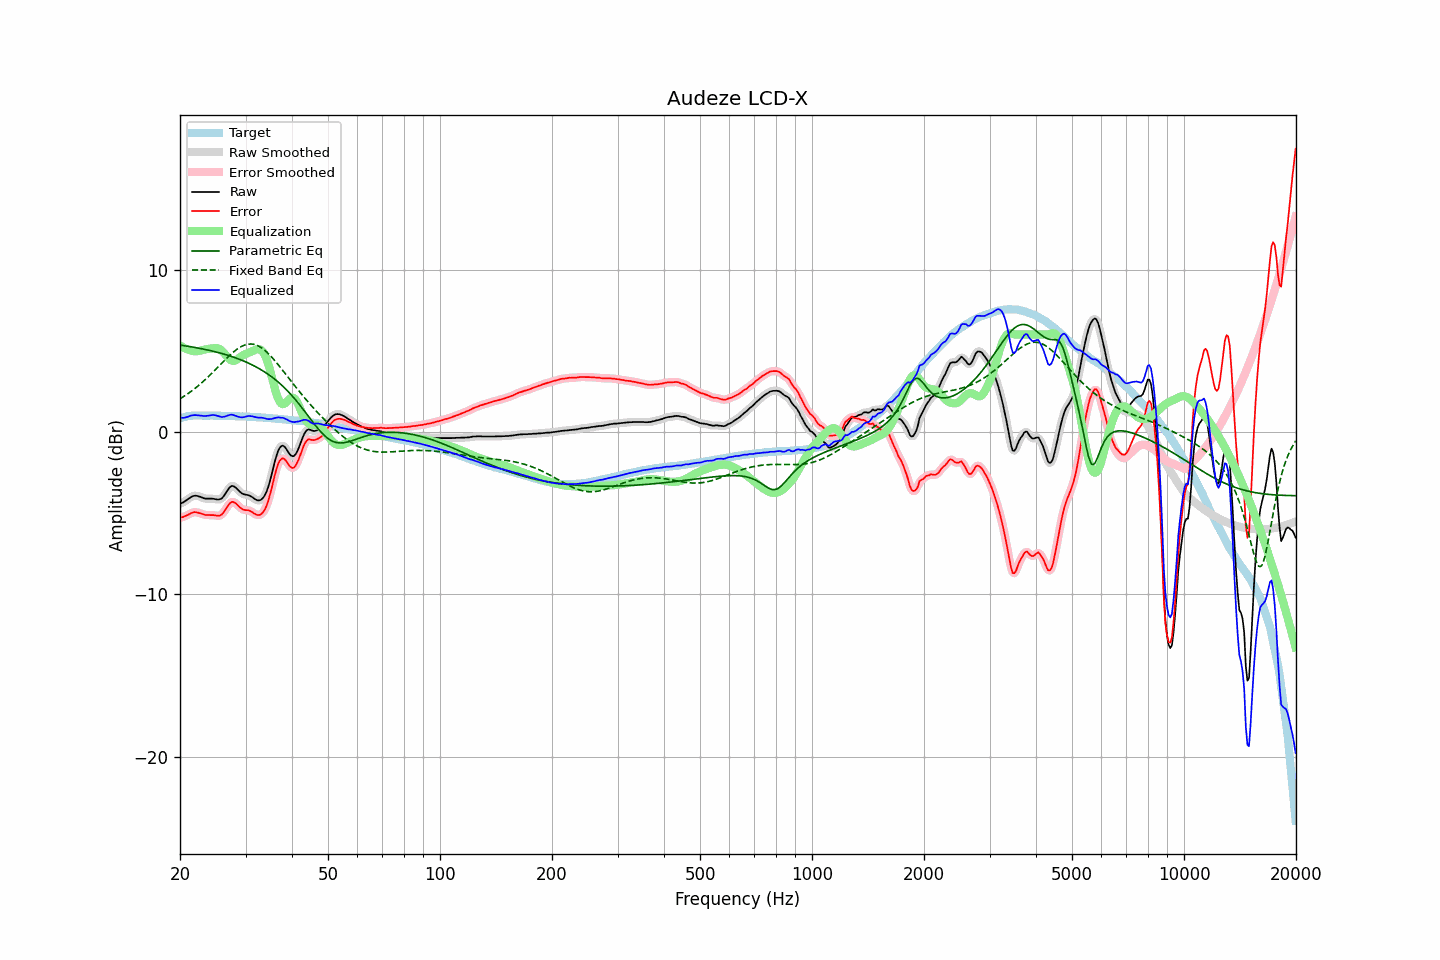 Audeze LCD-X
Target
Raw Smoothed
Error Smoothed
Raw
Error
Equalization
Parametric Eq
Fixed Band Eq
Equalized
Amplitude (dBr)
10
0
−10
−20
20
50
100
200
500
1000
2000
5000
10000
20000
Frequency (Hz)